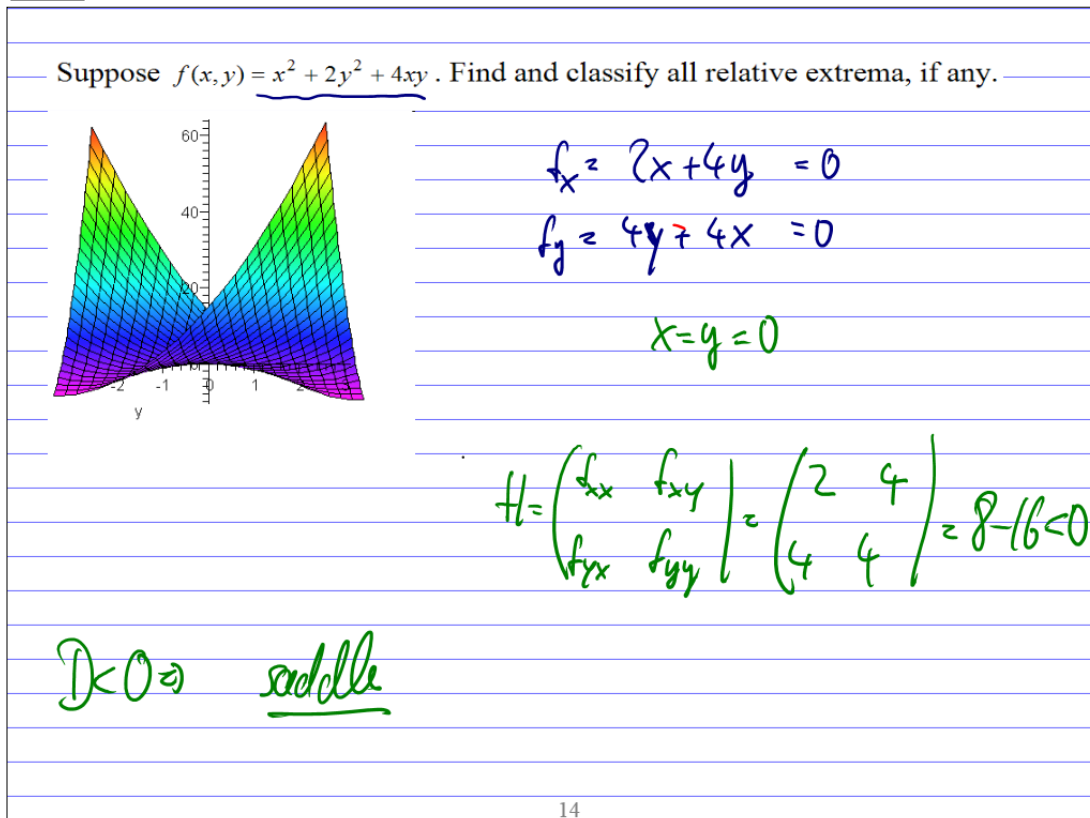 Suppose f(x, y) = x² + 2y² + 4xy . Find and classify all relative extrema, if any.
60
40
20
0
-2 -1 0 1 2
y
fx = 2x + 4y = 0
fy = 4y + 4x = 0
x = y = 0
H = | fxx fxy | = | 2 4 | = 8 - 16 < 0
| fyx fyy | | 4 4 |
D < 0 ⇒ saddle
14